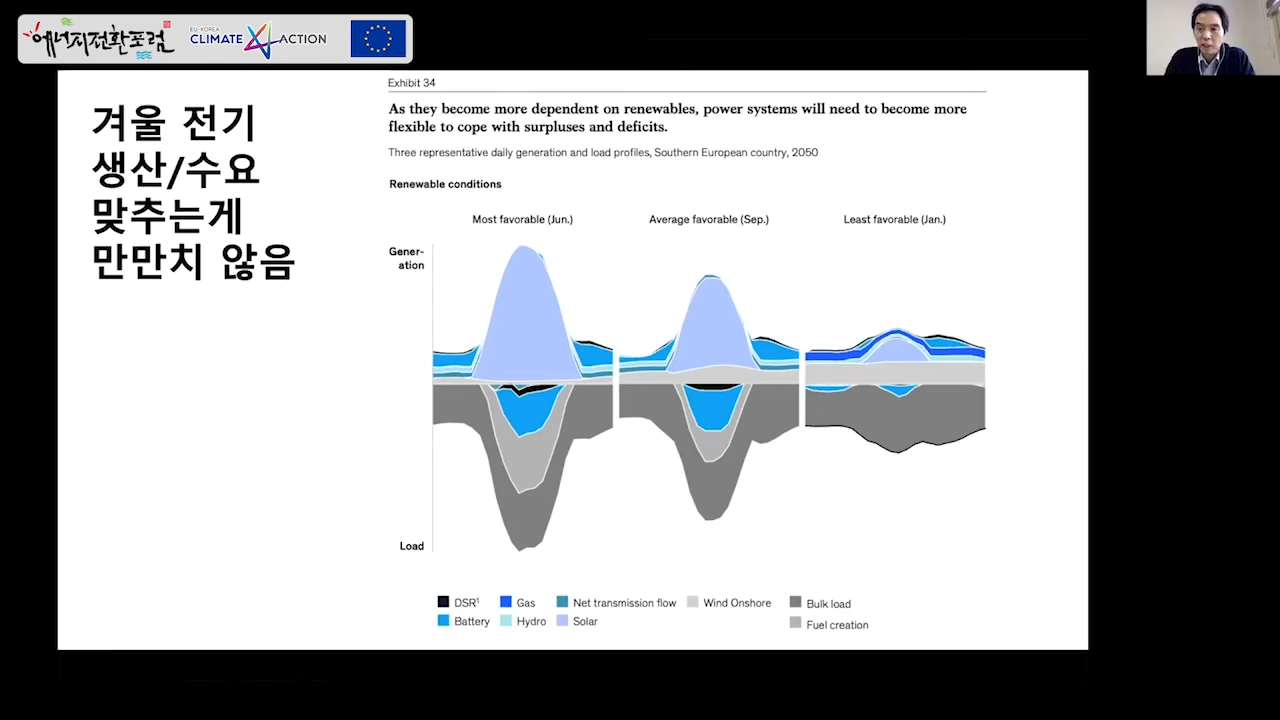 에너지전환포럼
EU-KOREA
CLIMATE ACTION
겨울 전기
생산/수요
맞추는게
만만치 않음
Exhibit 34
As they become more dependent on renewables, power systems will need to become more
flexible to cope with surpluses and deficits.
Three representative daily generation and load profiles, Southern European country, 2050
Renewable conditions
Most favorable (Jun.)
Average favorable (Sep.)
Least favorable (Jan.)
Gener-
ation
Load
DSR¹
Gas
Net transmission flow
Wind Onshore
Bulk load
Battery
Hydro
Solar
Fuel creation